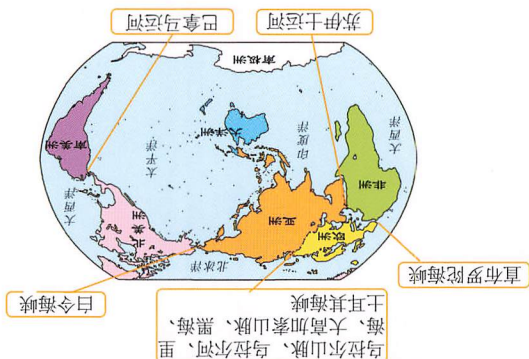 乌拉尔山脉、乌拉尔河、里
海、大高加索山脉、黑海、
土耳其海峡
白令海峡
直布罗陀海峡
北冰洋
欧洲
亚洲
北美洲
非洲
大西洋
大西洋
太平洋
印度洋
大洋洲
南美洲
南极洲
苏伊士运河
巴拿马运河